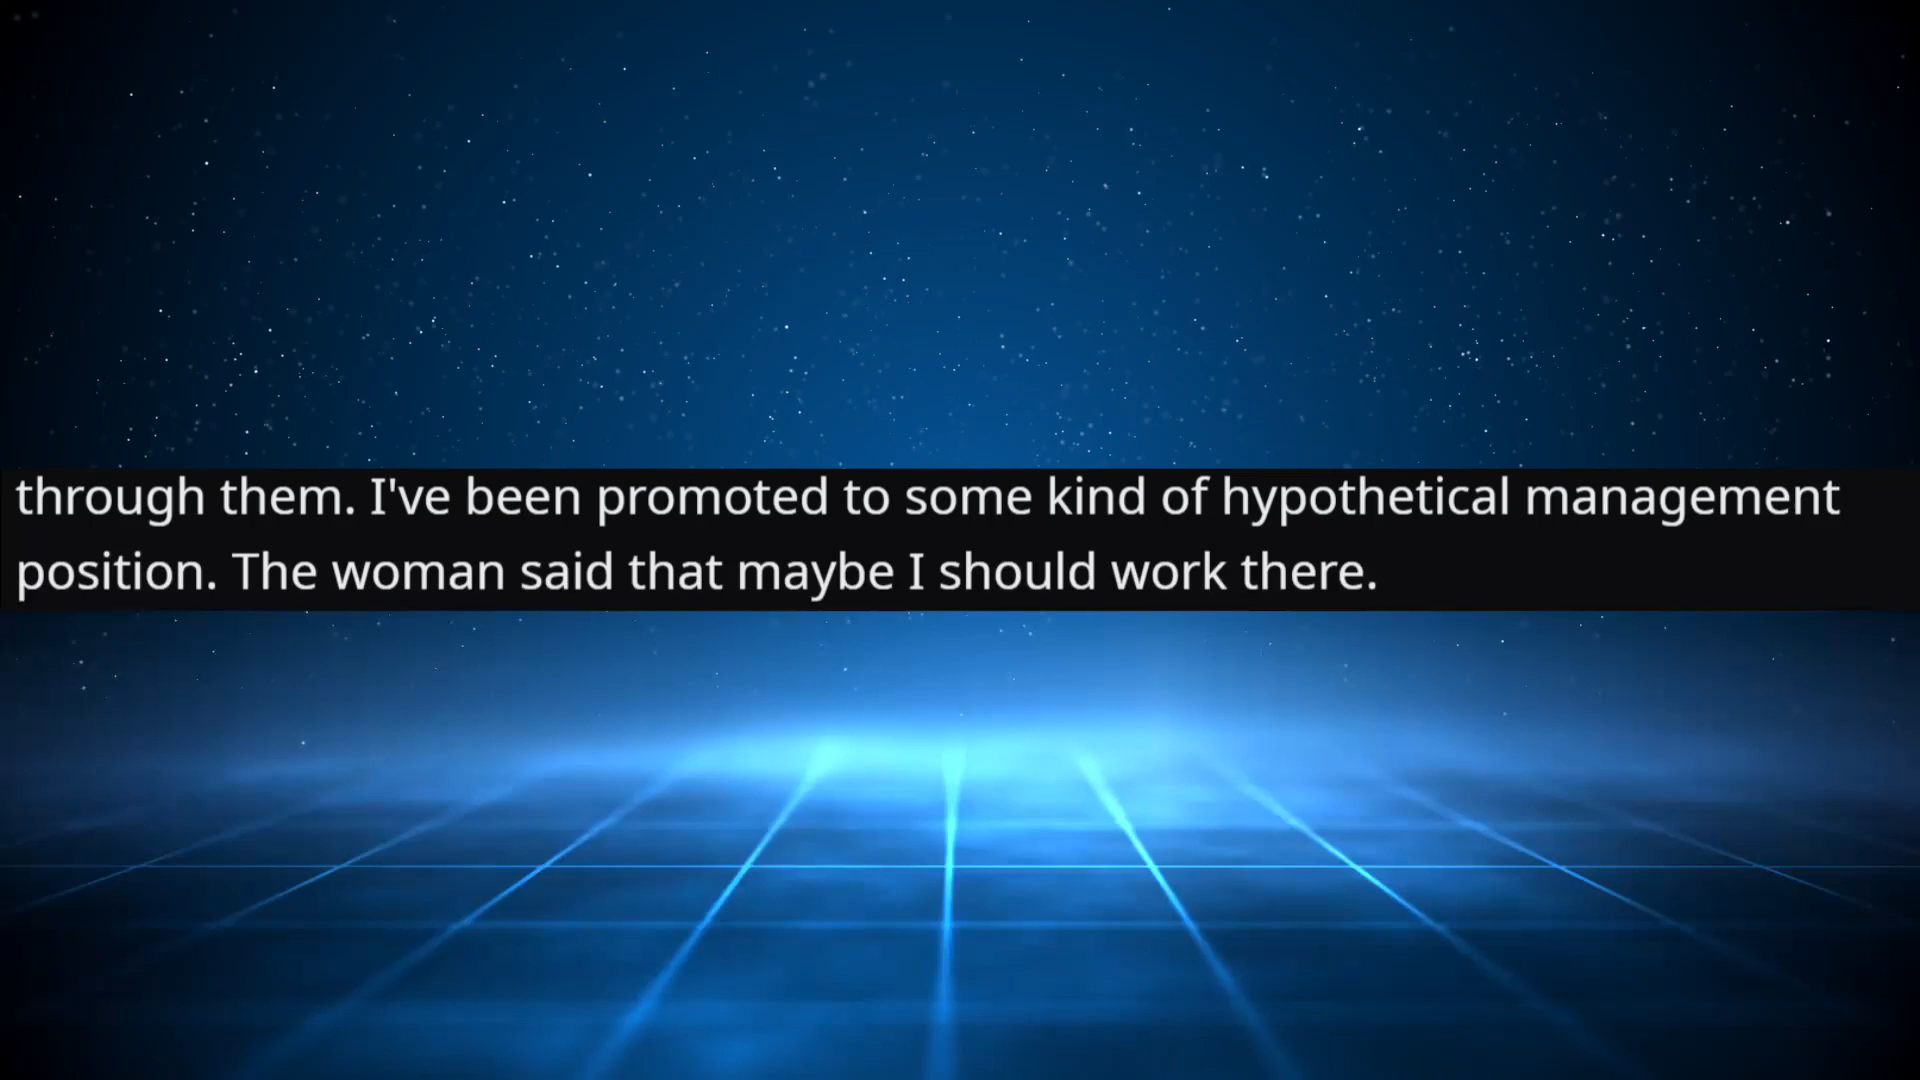 through them. I've been promoted to some kind of hypothetical management
position. The woman said that maybe I should work there.